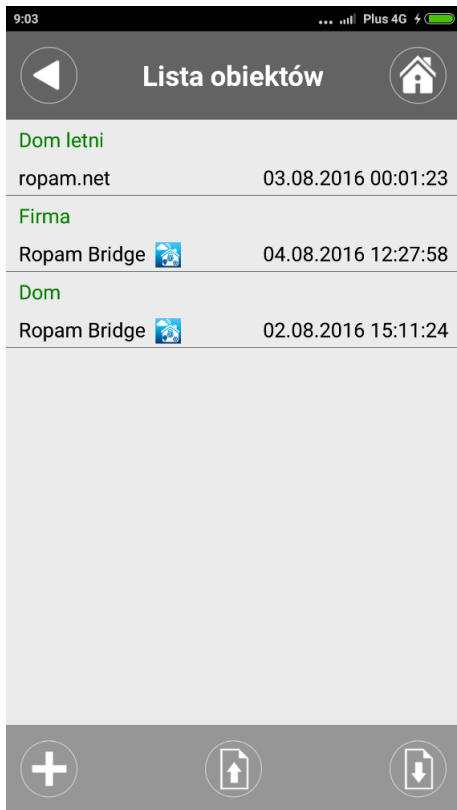 9:03 ... Plus 4G
Lista obiektów
Dom letni
ropam.net 03.08.2016 00:01:23
Firma
Ropam Bridge 04.08.2016 12:27:58
Dom
Ropam Bridge 02.08.2016 15:11:24